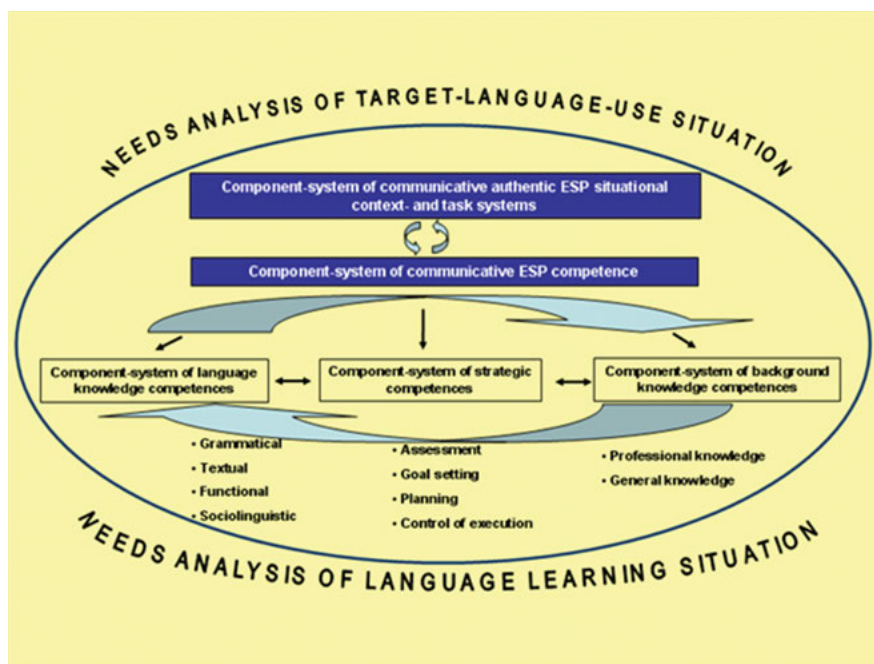 NEEDS ANALYSIS OF TARGET-LANGUAGE-USE SITUATION
Component-system of communicative authentic ESP situational
context- and task systems
Component-system of communicative ESP competence
Component-system of language
knowledge competences
Component-system of strategic
competences
Component-system of background
knowledge competences
• Grammatical
• Textual
• Functional
• Sociolinguistic
• Assessment
• Goal setting
• Planning
• Control of execution
• Professional knowledge
• General knowledge
NEEDS ANALYSIS OF LANGUAGE LEARNING SITUATION